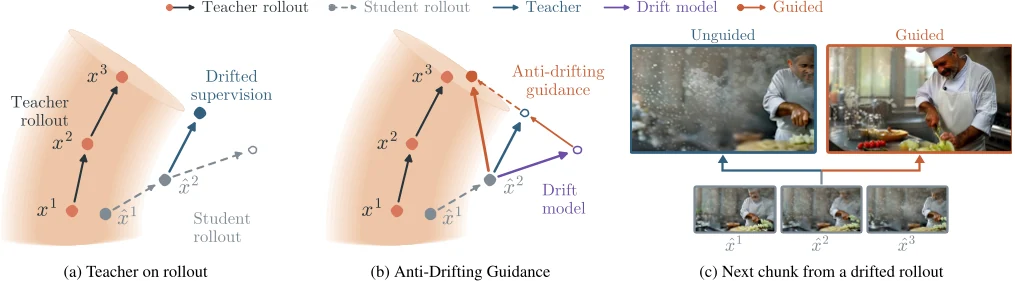 Teacher rollout Student rollout Teacher Drift model Guided
x³
x²
x¹
Teacher
rollout
Drifted
supervision
x̂²
x̂¹
Student
rollout
(a) Teacher on rollout
x³
x²
x¹
Anti-drifting
guidance
x̂²
x̂¹
Drift
model
(b) Anti-Drifting Guidance
Unguided Guided
x̂¹ x̂² x̂³
(c) Next chunk from a drifted rollout